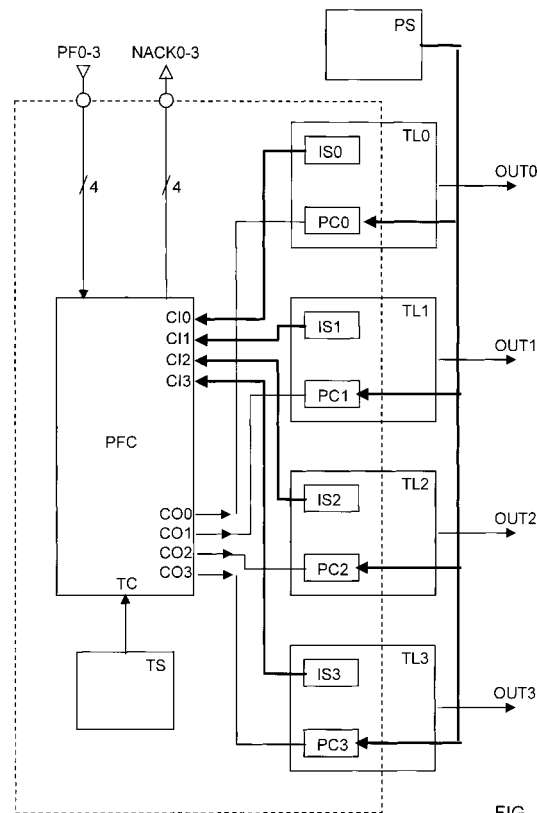 PS
PF0-3 NACK0-3
TL0
IS0
OUT0
4 4
PC0
TL1
CI0
CI1
IS1
CI2
OUT1
CI3
PC1
PFC
TL2
IS2
CO0
CO1
OUT2
CO2
PC2
CO3
TC
TS
TL3
IS3
OUT3
PC3
FIG